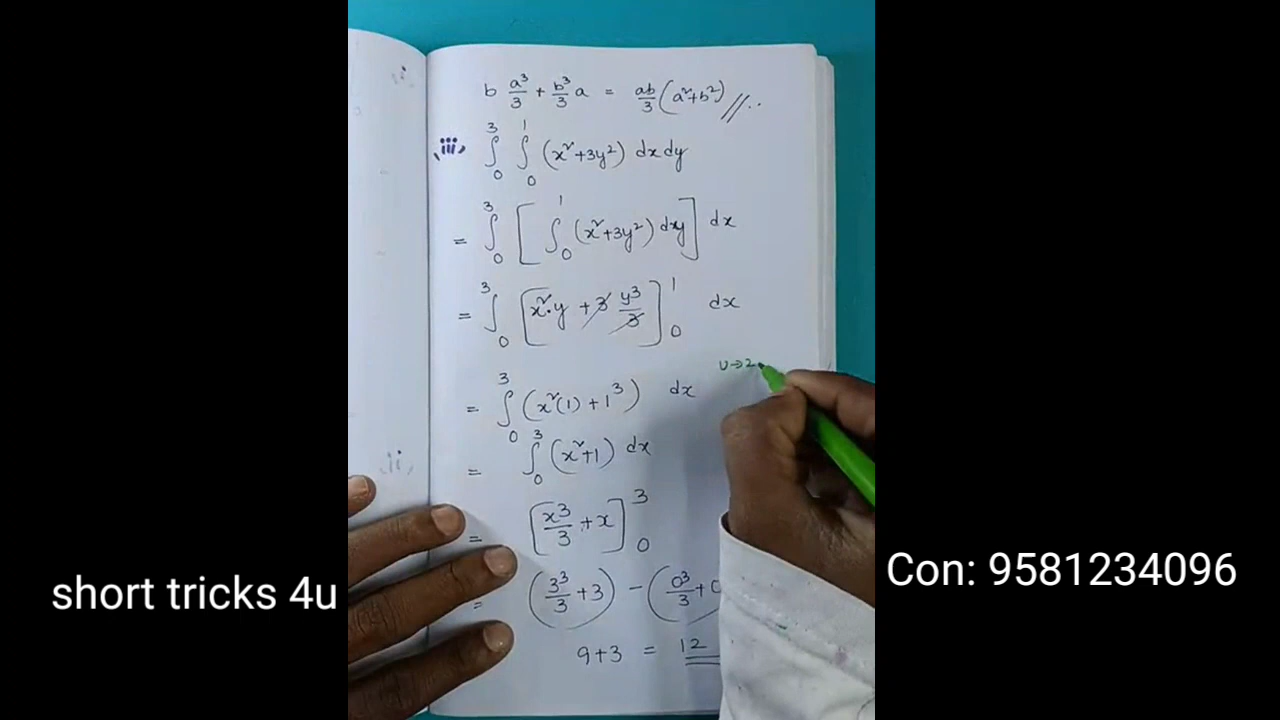 b a³/3 + b³/3 a = ab/3 (a²+b²) //..
iii, ∫₀³ ∫₀¹ (x²+3y²) dx dy
= ∫₀³ [ ∫₀¹ (x²+3y²) dy ] dx
= ∫₀³ [x²·y + 3 y³/3]₀¹ dx
U→2
= ∫₀³ (x²(1) + 1³) dx
= ∫₀³ (x²+1) dx
= [x³/3 + x]₀³
= (3³/3 + 3) − (0³/3 + 0
9+3 = 12
short tricks 4u
Con: 9581234096